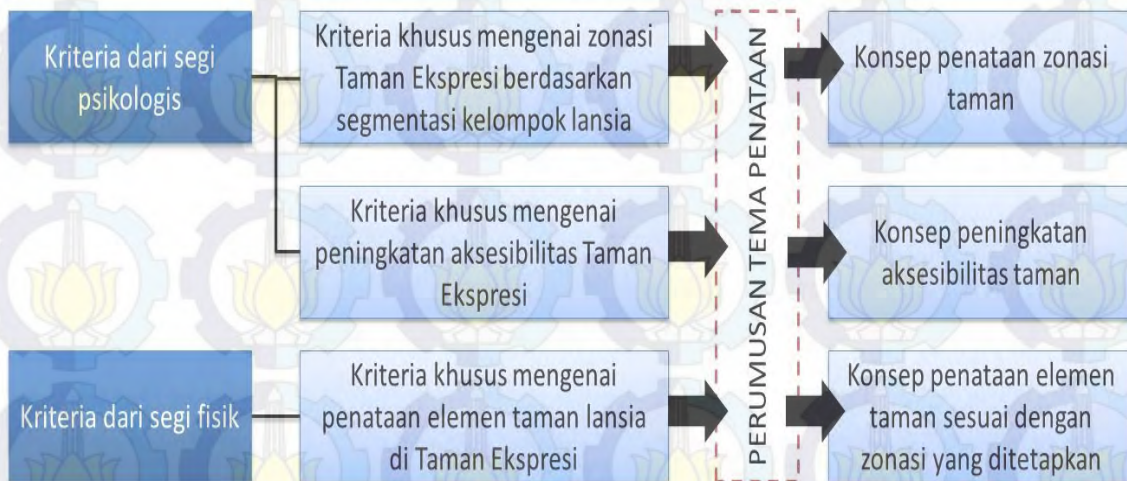 Kriteria dari segi
psikologis
Kriteria khusus mengenai zonasi
Taman Ekspresi berdasarkan
segmentasi kelompok lansia
Kriteria khusus mengenai
peningkatan aksesibilitas Taman
Ekspresi
Kriteria dari segi fisik
Kriteria khusus mengenai
penataan elemen taman lansia
di Taman Ekspresi
PERUMUSAN TEMA PENATAAN
Konsep penataan zonasi
taman
Konsep peningkatan
aksesibilitas taman
Konsep penataan elemen
taman sesuai dengan
zonasi yang ditetapkan